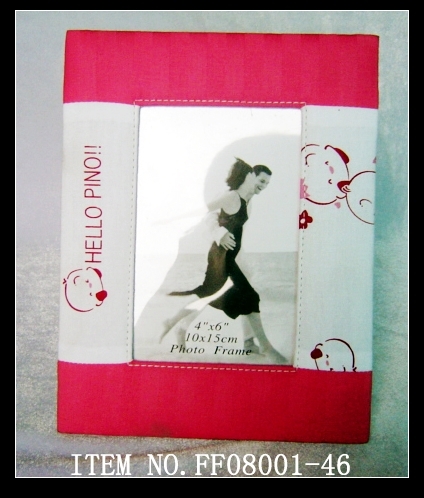 HELLO PINO!!
4"x6"
10x15cm
Photo Frame
ITEM NO.FF08001-46